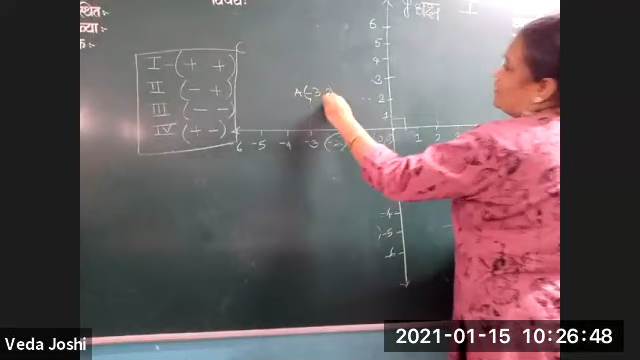 विषयः
I - (+ +)
II (- +)
III (- -)
IV (+ -)
A(-3
6
5
4
3
2
1
6 -5 -4 -3 (-2) 1 2 3
-4
-5
6
Veda Joshi
2021-01-15 10:26:48